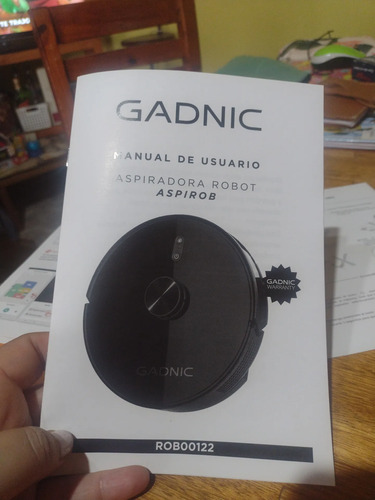 GADNIC
MANUAL DE USUARIO
ASPIRADORA ROBOT
ASPIROB
GADNIC
WARRANTY
GADNIC
ROB00122